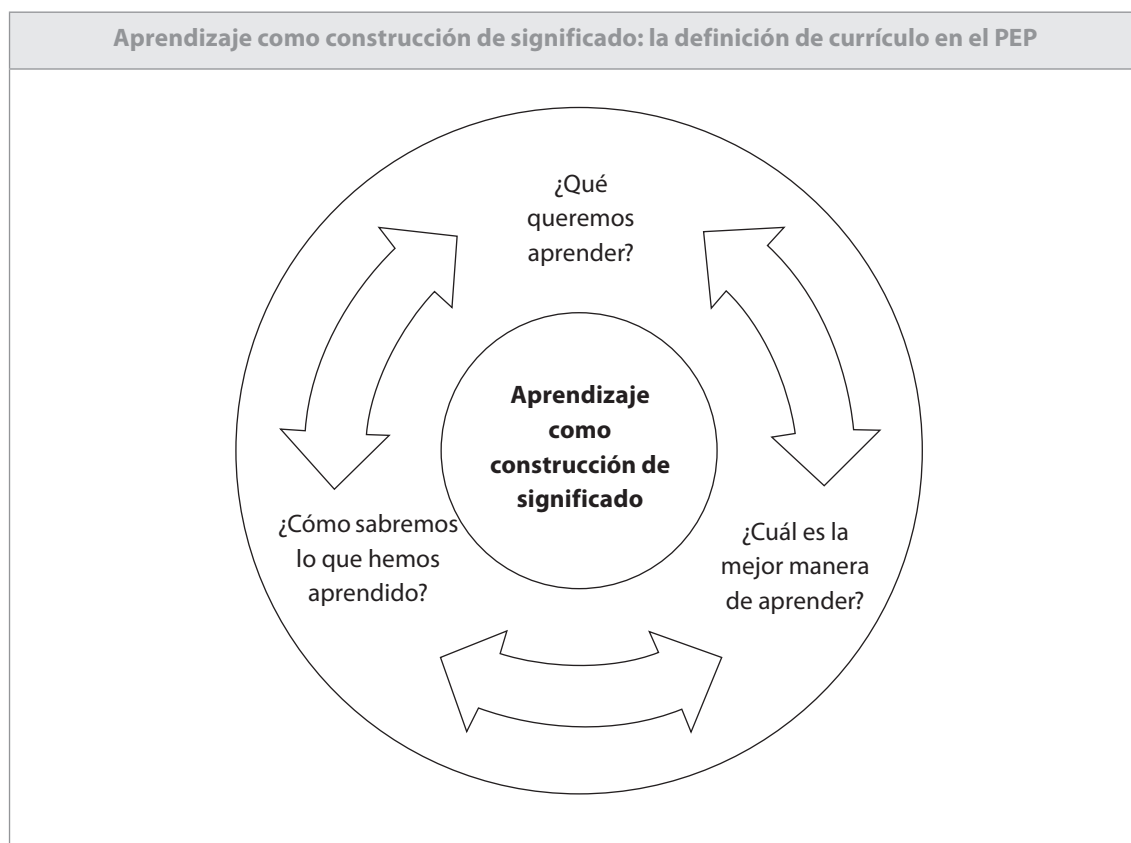 Aprendizaje como construcción de significado: la definición de currículo en el PEP
¿Qué
queremos
aprender?
Aprendizaje
como
construcción de
significado
¿Cómo sabremos
lo que hemos
aprendido?
¿Cuál es la
mejor manera
de aprender?